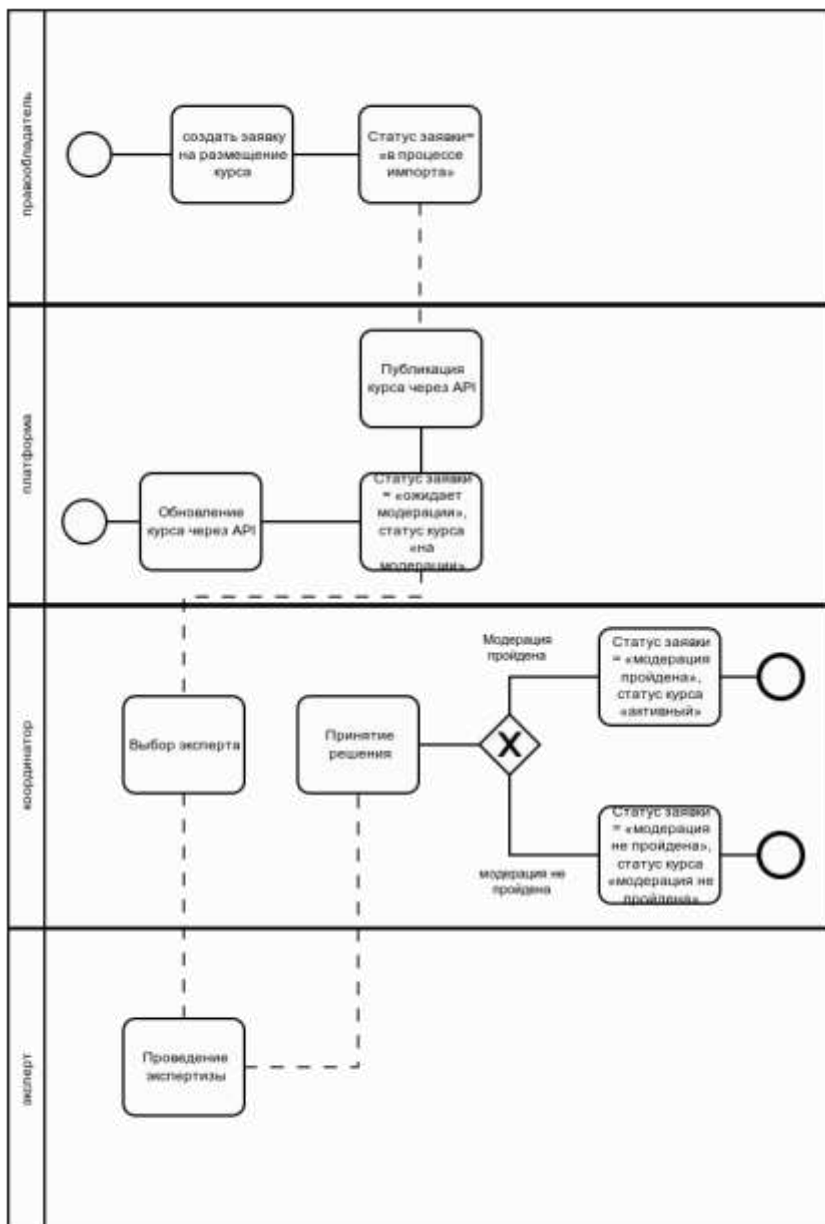 правообладатель
создать заявку
на размещение
курса
Статус заявки=
«в процессе
импорта»
платформа
Публикация
курса через API
Обновление
курса через API
Статус заявки
= «ожидает
модерации»,
статус курса
«на
модерации»
координатор
Выбор эксперта
Принятие
решения
Модерация
пройдена
Статус заявки
= «модерация
пройдена»,
статус курса
«активный»
модерация не
пройдена
Статус заявки
= «модерация
не пройдена»,
статус курса
«модерация не
пройдена»
эксперт
Проведение
экспертизы